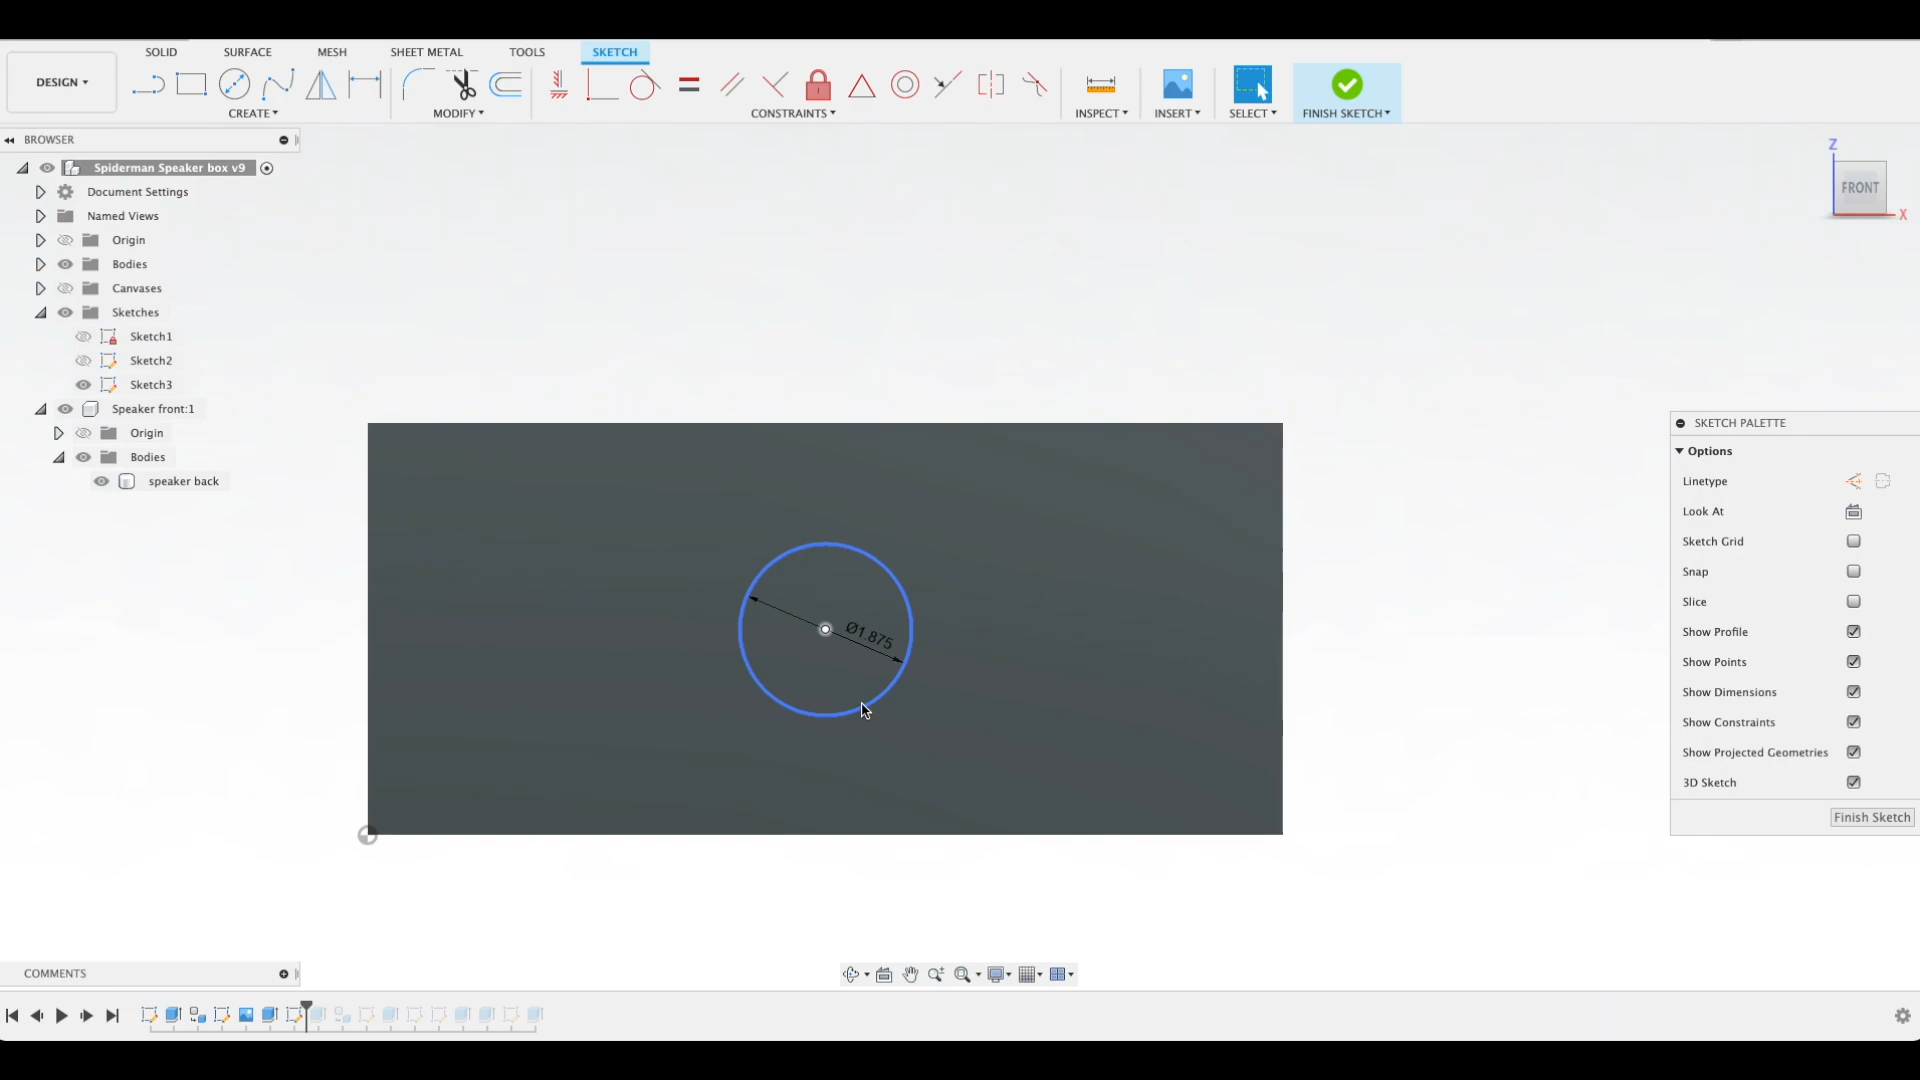 SOLID SURFACE MESH SHEET METAL TOOLS SKETCH
DESIGN
CREATE MODIFY CONSTRAINTS INSPECT INSERT SELECT FINISH SKETCH
BROWSER
Spiderman Speaker box v9
Document Settings
Named Views
Origin
Bodies
Canvases
Sketches
Sketch1
Sketch2
Sketch3
Speaker front:1
Origin
Bodies
speaker back
Z
FRONT
X
Ø1.875
SKETCH PALETTE
Options
Linetype
Look At
Sketch Grid
Snap
Slice
Show Profile
Show Points
Show Dimensions
Show Constraints
Show Projected Geometries
3D Sketch
Finish Sketch
COMMENTS